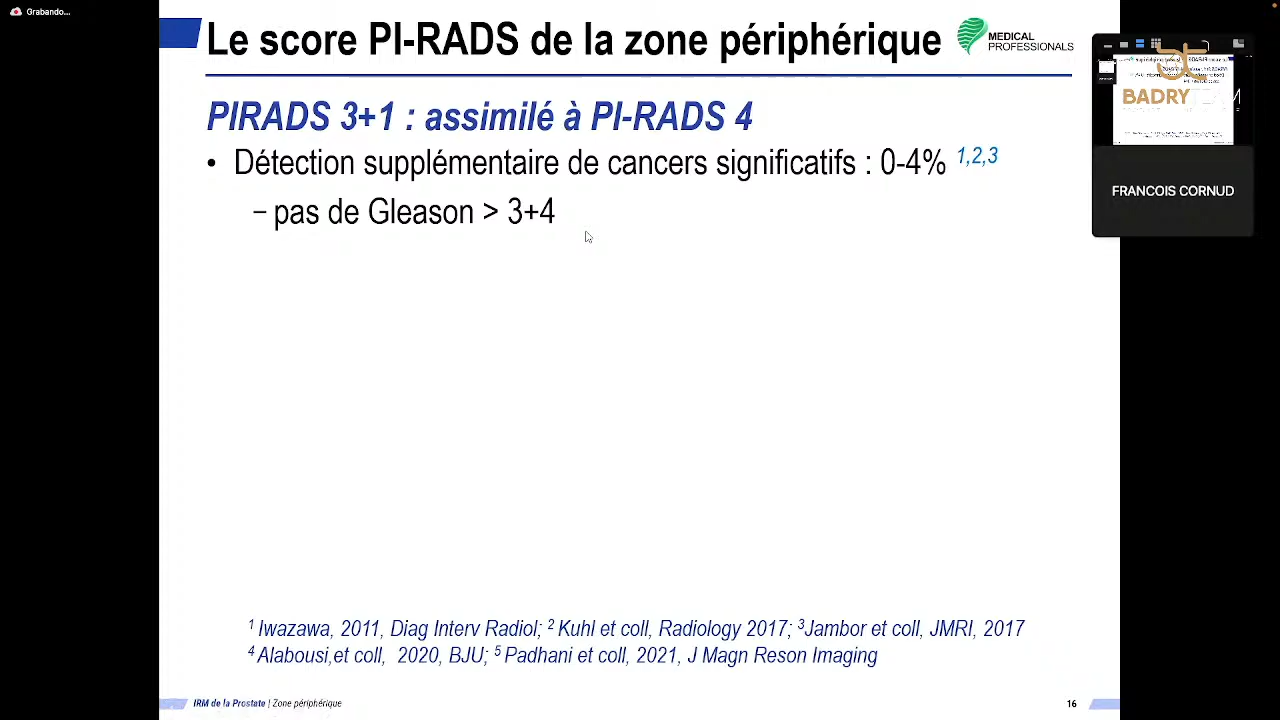 Grabando...
Le score PI-RADS de la zone périphérique
MEDICAL
PROFESSIONALS
PIRADS 3+1 : assimilé à PI-RADS 4
• Détection supplémentaire de cancers significatifs : 0-4% 1,2,3
– pas de Gleason > 3+4
BADRY TEAM
FRANCOIS CORNUD
1 Iwazawa, 2011, Diag Interv Radiol; 2 Kuhl et coll, Radiology 2017; 3Jambor et coll, JMRI, 2017
4 Alabousi,et coll, 2020, BJU; 5 Padhani et coll, 2021, J Magn Reson Imaging
IRM de la Prostate | Zone périphérique
16